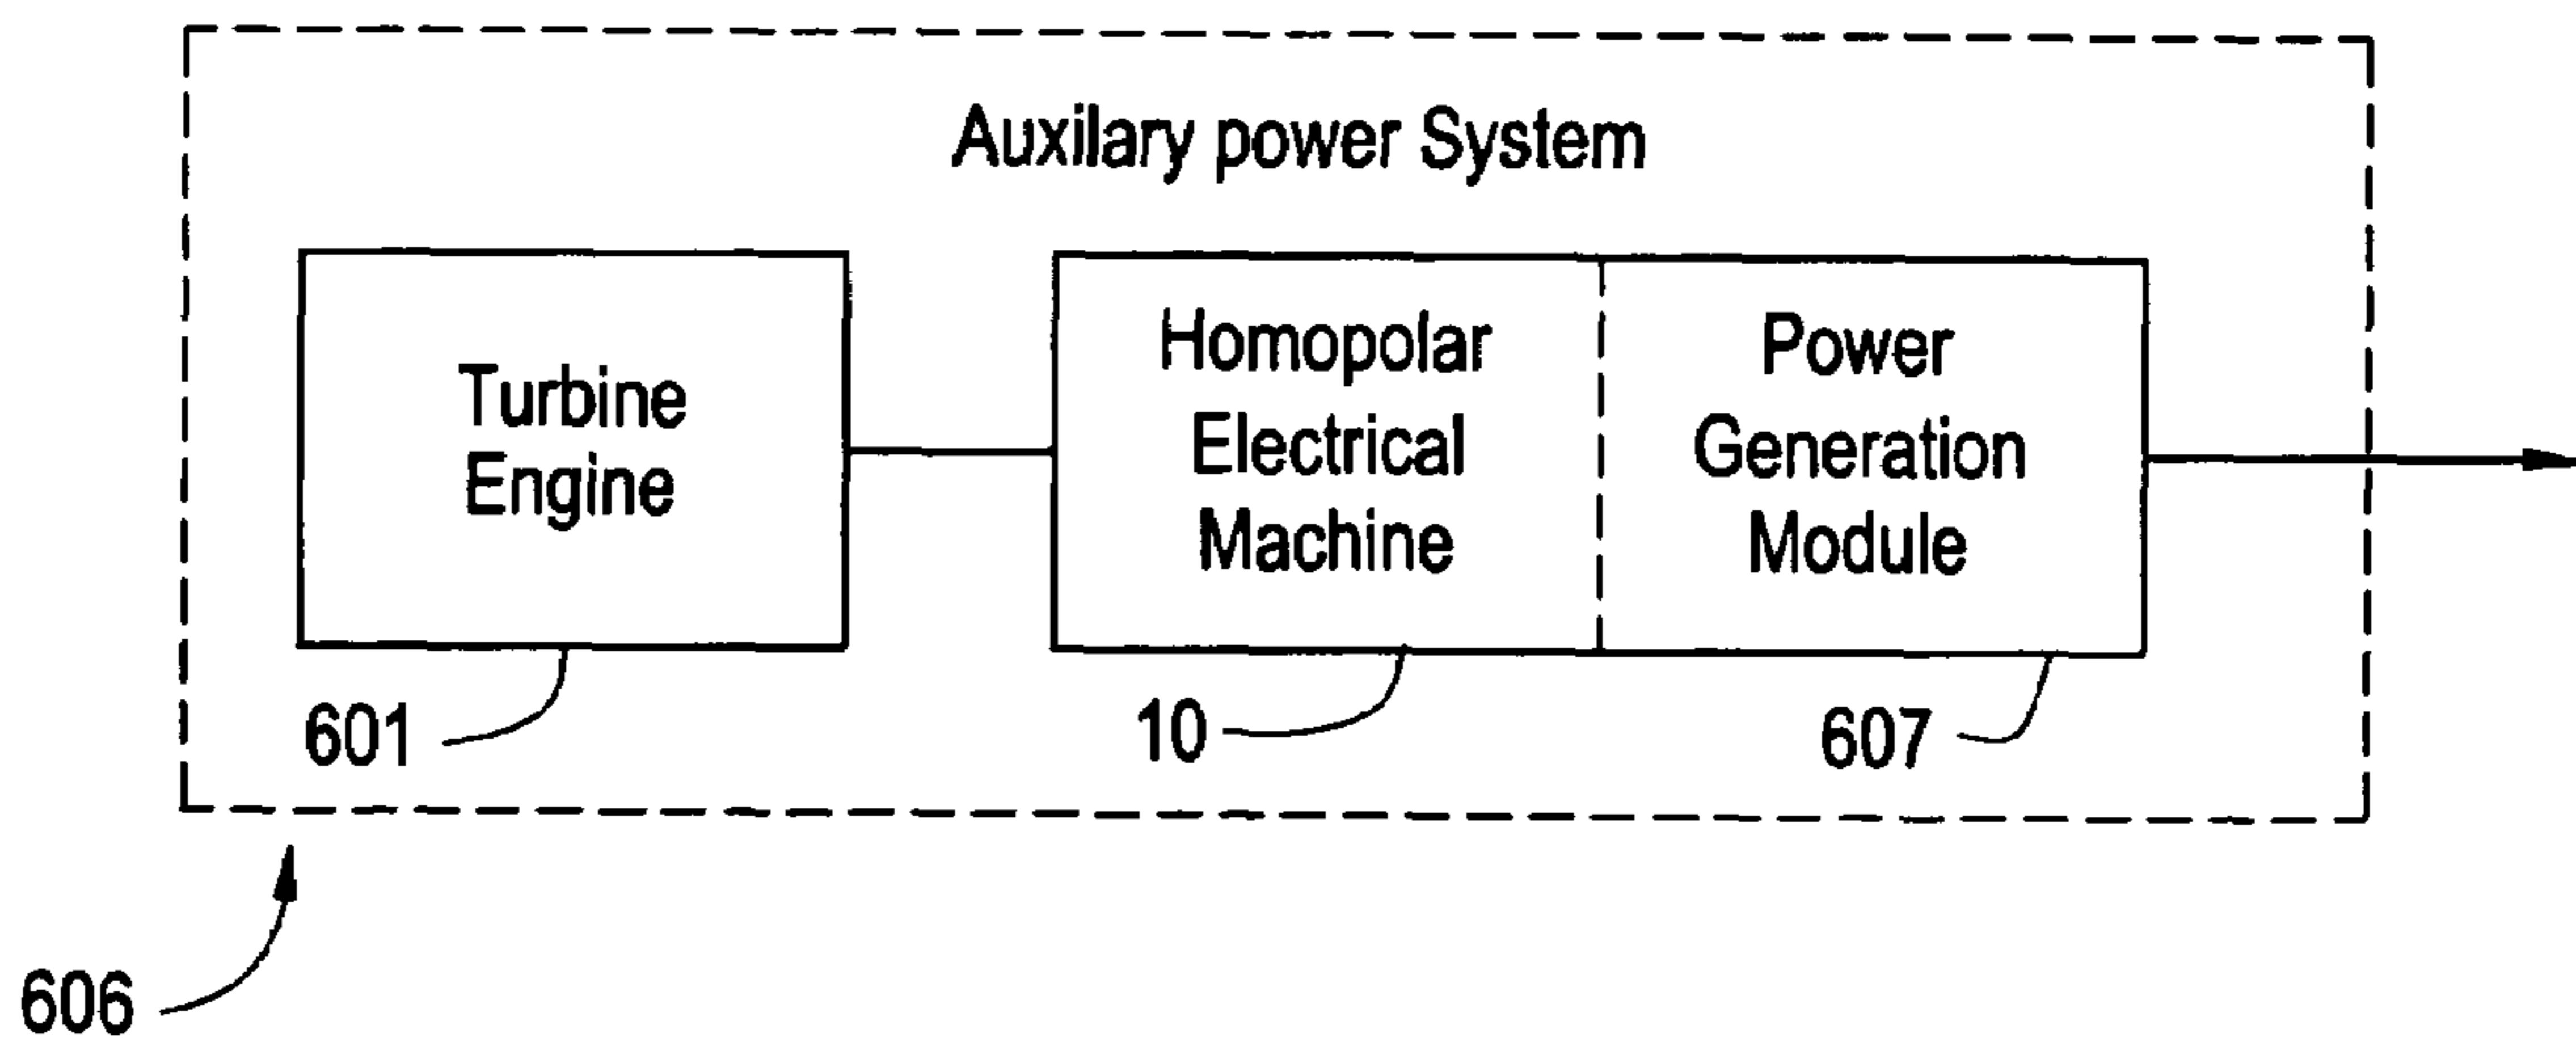 Auxilary power System
Turbine
Engine
Homopolar
Electrical
Machine
Power
Generation
Module
601
10
607
606